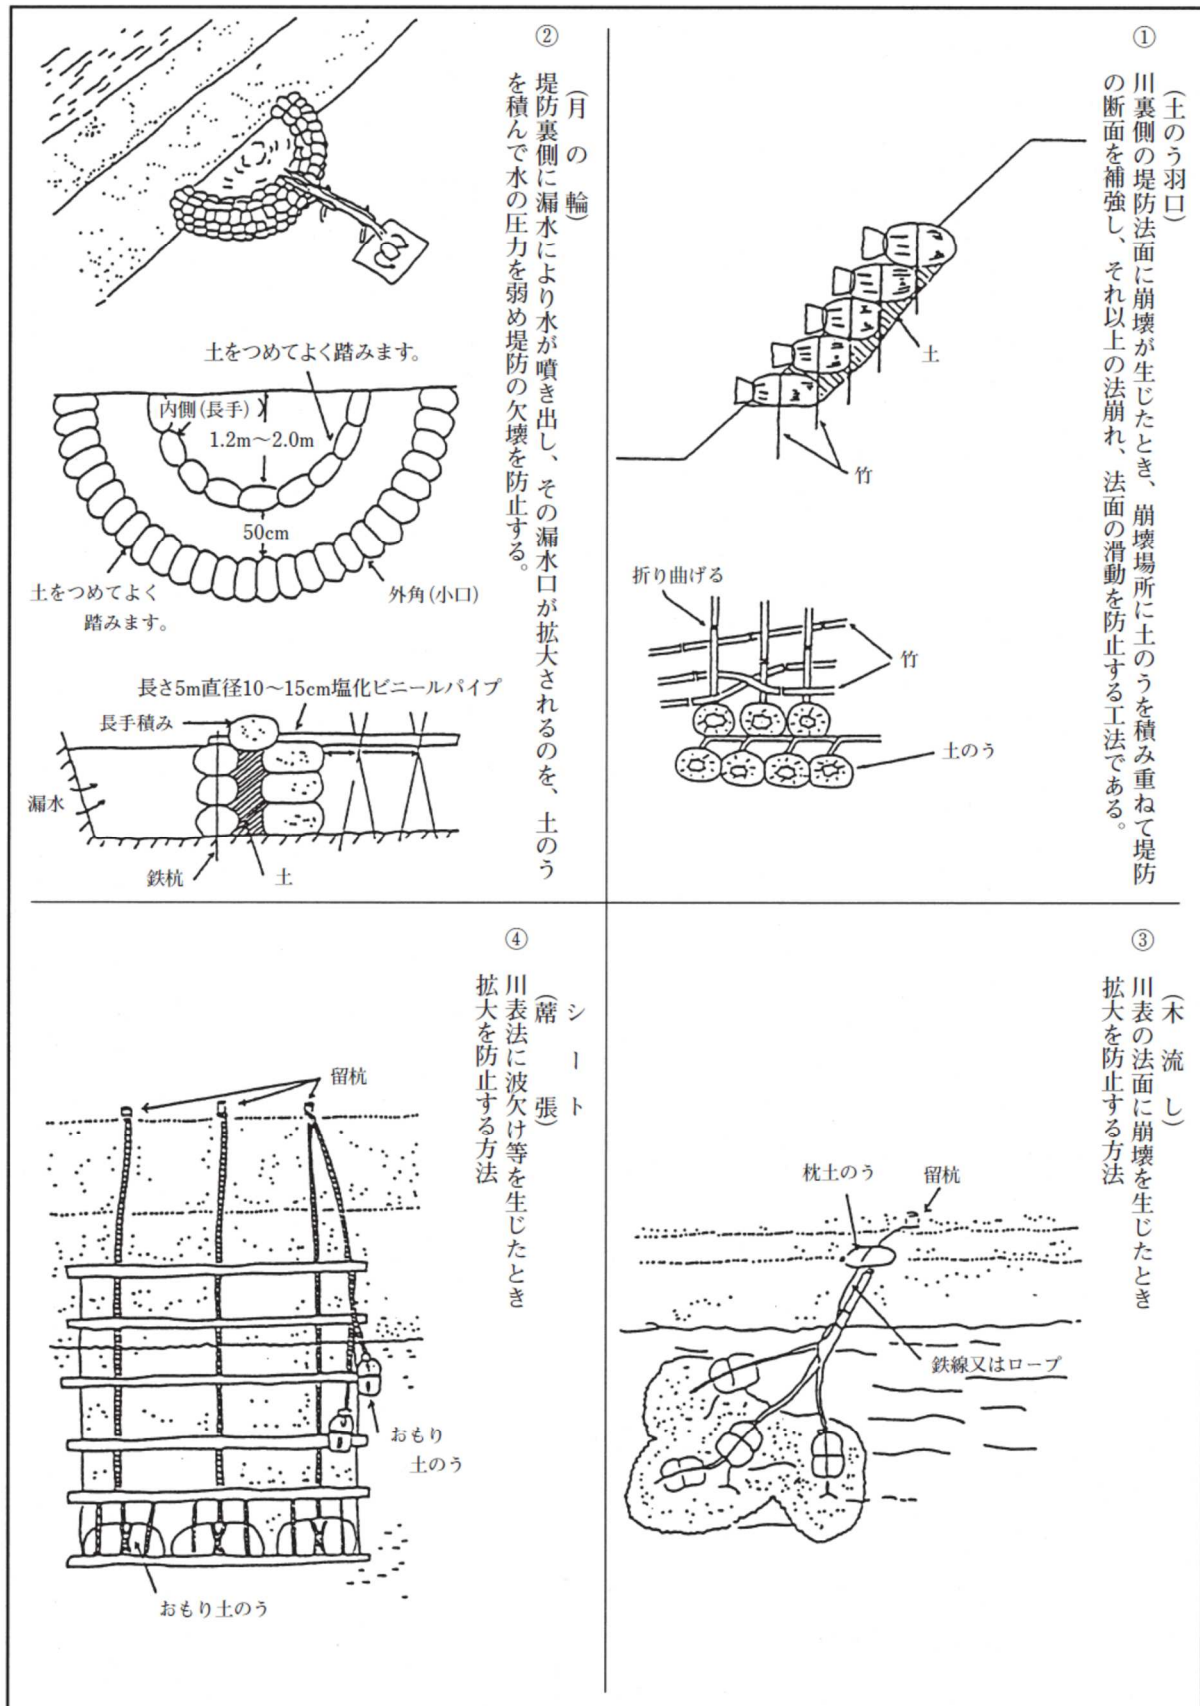 ①
(土のう羽口)
川裏側の堤防法面に崩壊が生じたとき、崩壊場所に土のうを積み重ねて堤防
の断面を補強し、それ以上の法崩れ、法面の滑動を防止する工法である。
土
竹
折り曲げる
竹
土のう
②
(月の輪)
堤防裏側に漏水により水が噴き出し、その漏水口が拡大されるのを、土のう
を積んで水の圧力を弱め堤防の欠壊を防止する。
土をつめてよく踏みます。
内側(長手)
1.2m〜2.0m
50cm
土をつめてよく
踏みます。
外角(小口)
長さ5m直径10〜15cm塩化ビニールパイプ
長手積み
漏水
鉄杭
土
③
(木流し)
川表の法面に崩壊を生じたとき
拡大を防止する方法
枕土のう
留杭
鉄線又はロープ
④
シート
(蓆張)
川表法に波欠け等を生じたとき
拡大を防止する方法
留杭
おもり
土のう
おもり土のう